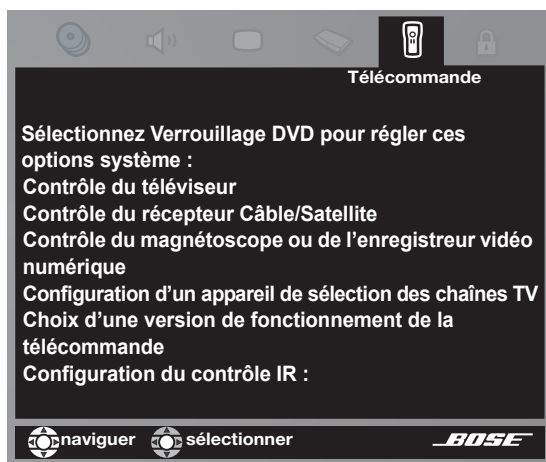 Télécommande
Sélectionnez Verrouillage DVD pour régler ces
options système :
Contrôle du téléviseur
Contrôle du récepteur Câble/Satellite
Contrôle du magnétoscope ou de l’enregistreur vidéo
numérique
Configuration d’un appareil de sélection des chaînes TV
Choix d’une version de fonctionnement de la
télécommande
Configuration du contrôle IR :
naviguer sélectionner BOSE